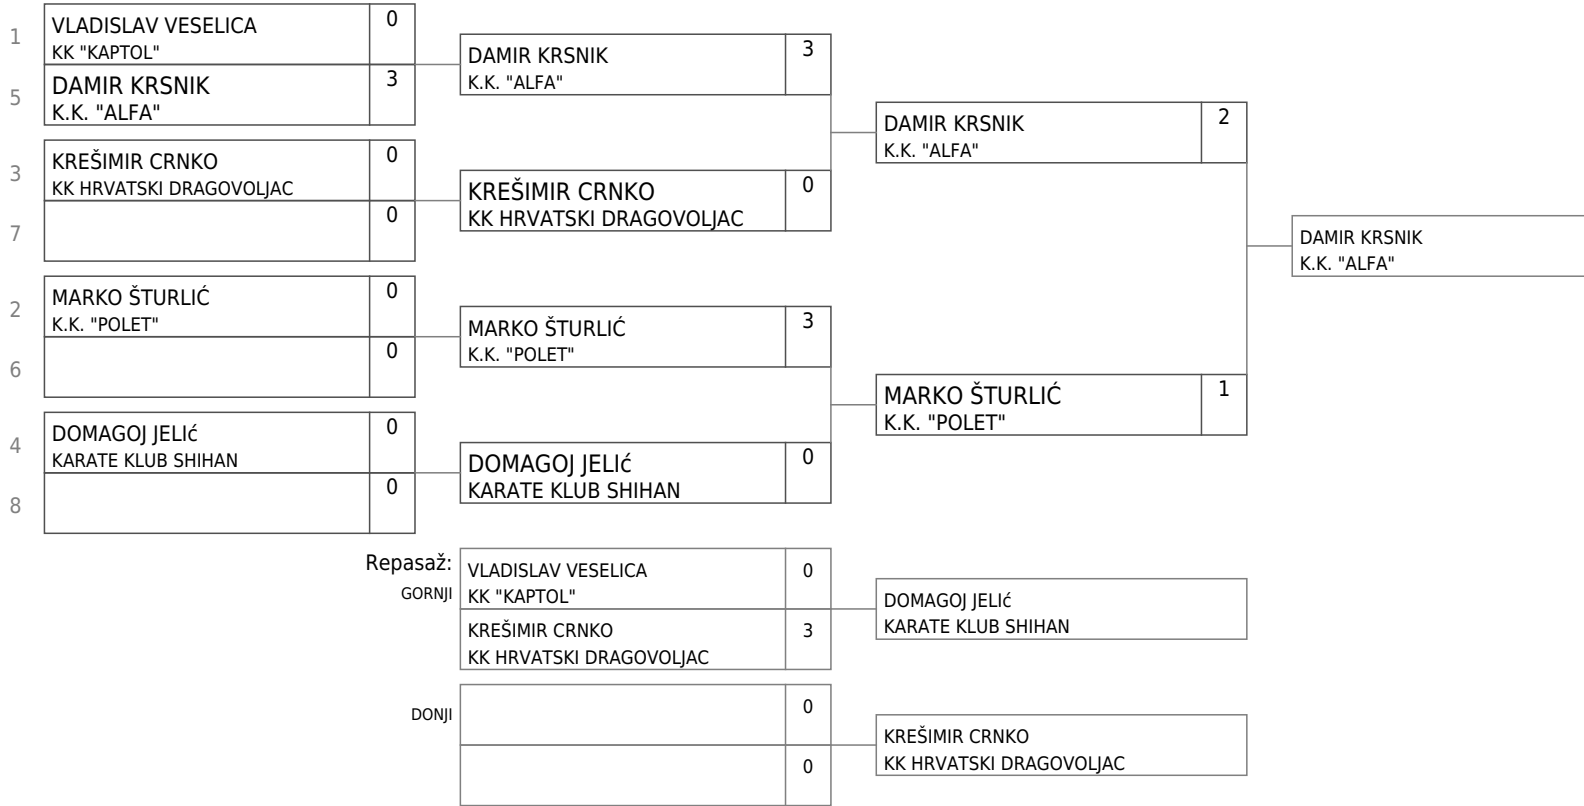 1
VLADISLAV VESELICA
KK "KAPTOL"
0
5
DAMIR KRSNIK
K.K. "ALFA"
3
3
KREŠIMIR CRNKO
KK HRVATSKI DRAGOVOLJAC
0
7
0
2
MARKO ŠTURLIĆ
K.K. "POLET"
0
6
0
4
DOMAGOJ JELIć
KARATE KLUB SHIHAN
0
8
0
DAMIR KRSNIK
K.K. "ALFA"
3
KREŠIMIR CRNKO
KK HRVATSKI DRAGOVOLJAC
0
MARKO ŠTURLIĆ
K.K. "POLET"
3
DOMAGOJ JELIć
KARATE KLUB SHIHAN
0
DAMIR KRSNIK
K.K. "ALFA"
2
MARKO ŠTURLIĆ
K.K. "POLET"
1
DAMIR KRSNIK
K.K. "ALFA"
Repasaž:
GORNJI
VLADISLAV VESELICA
KK "KAPTOL"
0
KREŠIMIR CRNKO
KK HRVATSKI DRAGOVOLJAC
3
DOMAGOJ JELIć
KARATE KLUB SHIHAN
DONJI
0
0
KREŠIMIR CRNKO
KK HRVATSKI DRAGOVOLJAC